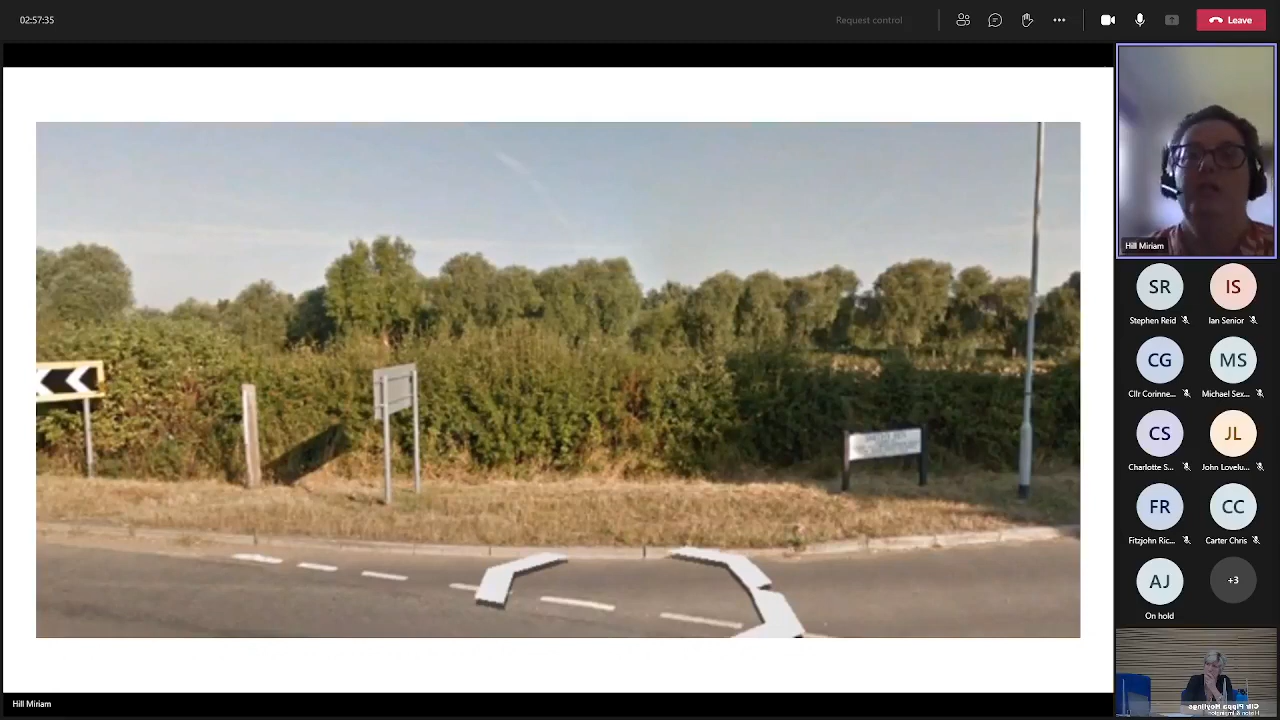 02:57:35
Request control
Leave
Hill Miriam
SR
IS
Stephen Reid
Ian Senior
CG
MS
Cllr Corinne...
Michael Sex...
CS
JL
Charlotte S...
John Lovelu...
FR
CC
Fitzjohn Ric...
Carter Chris
AJ
+3
On hold
Hill Miriam